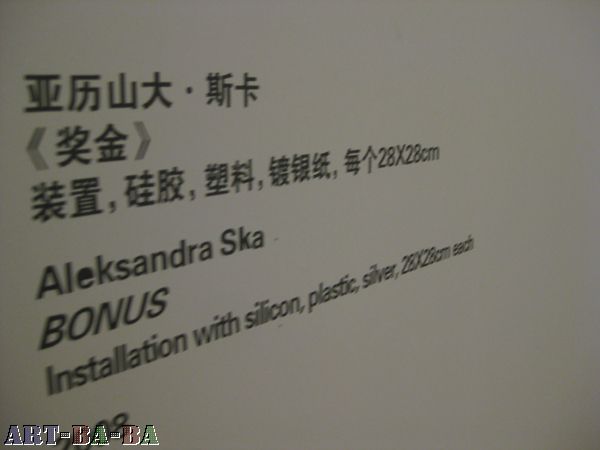 亚历山大·斯卡
《奖金》
装置,硅胶,塑料,镀银纸,每个28X28cm
Aleksandra Ska
BONUS
Installation with silicon, plastic, silver, 28X28cm each
ART-BA-BA